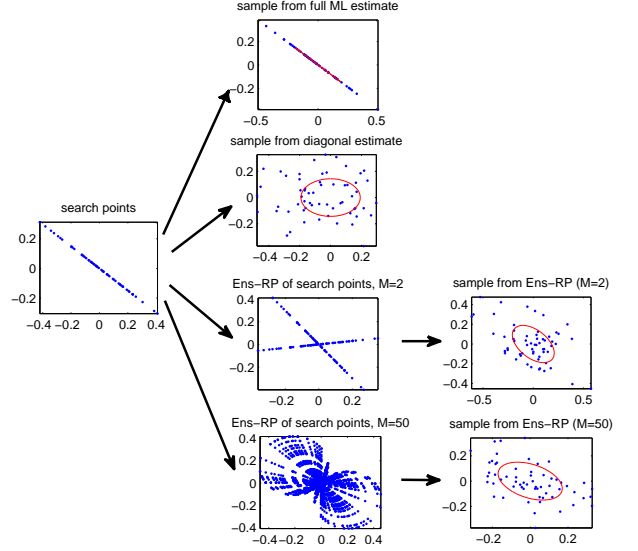 sample from full ML estimate
0.2
0
−0.2
−0.5 0 0.5
sample from diagonal estimate
0.2
0
−0.2
−0.4 −0.2 0 0.2
search points
0.2
0
−0.2
−0.4 −0.2 0 0.2 0.4
Ens−RP of search points, M=2
0.2
0
−0.2
−0.2 0 0.2
sample from Ens−RP (M=2)
0.4
0.2
0
−0.2
−0.4
−0.5 0 0.5
Ens−RP of search points, M=50
0.4
0.2
0
−0.2
−0.4
−0.4 −0.2 0 0.2 0.4
sample from Ens−RP (M=50)
0.2
0
−0.2
−0.2 0 0.2